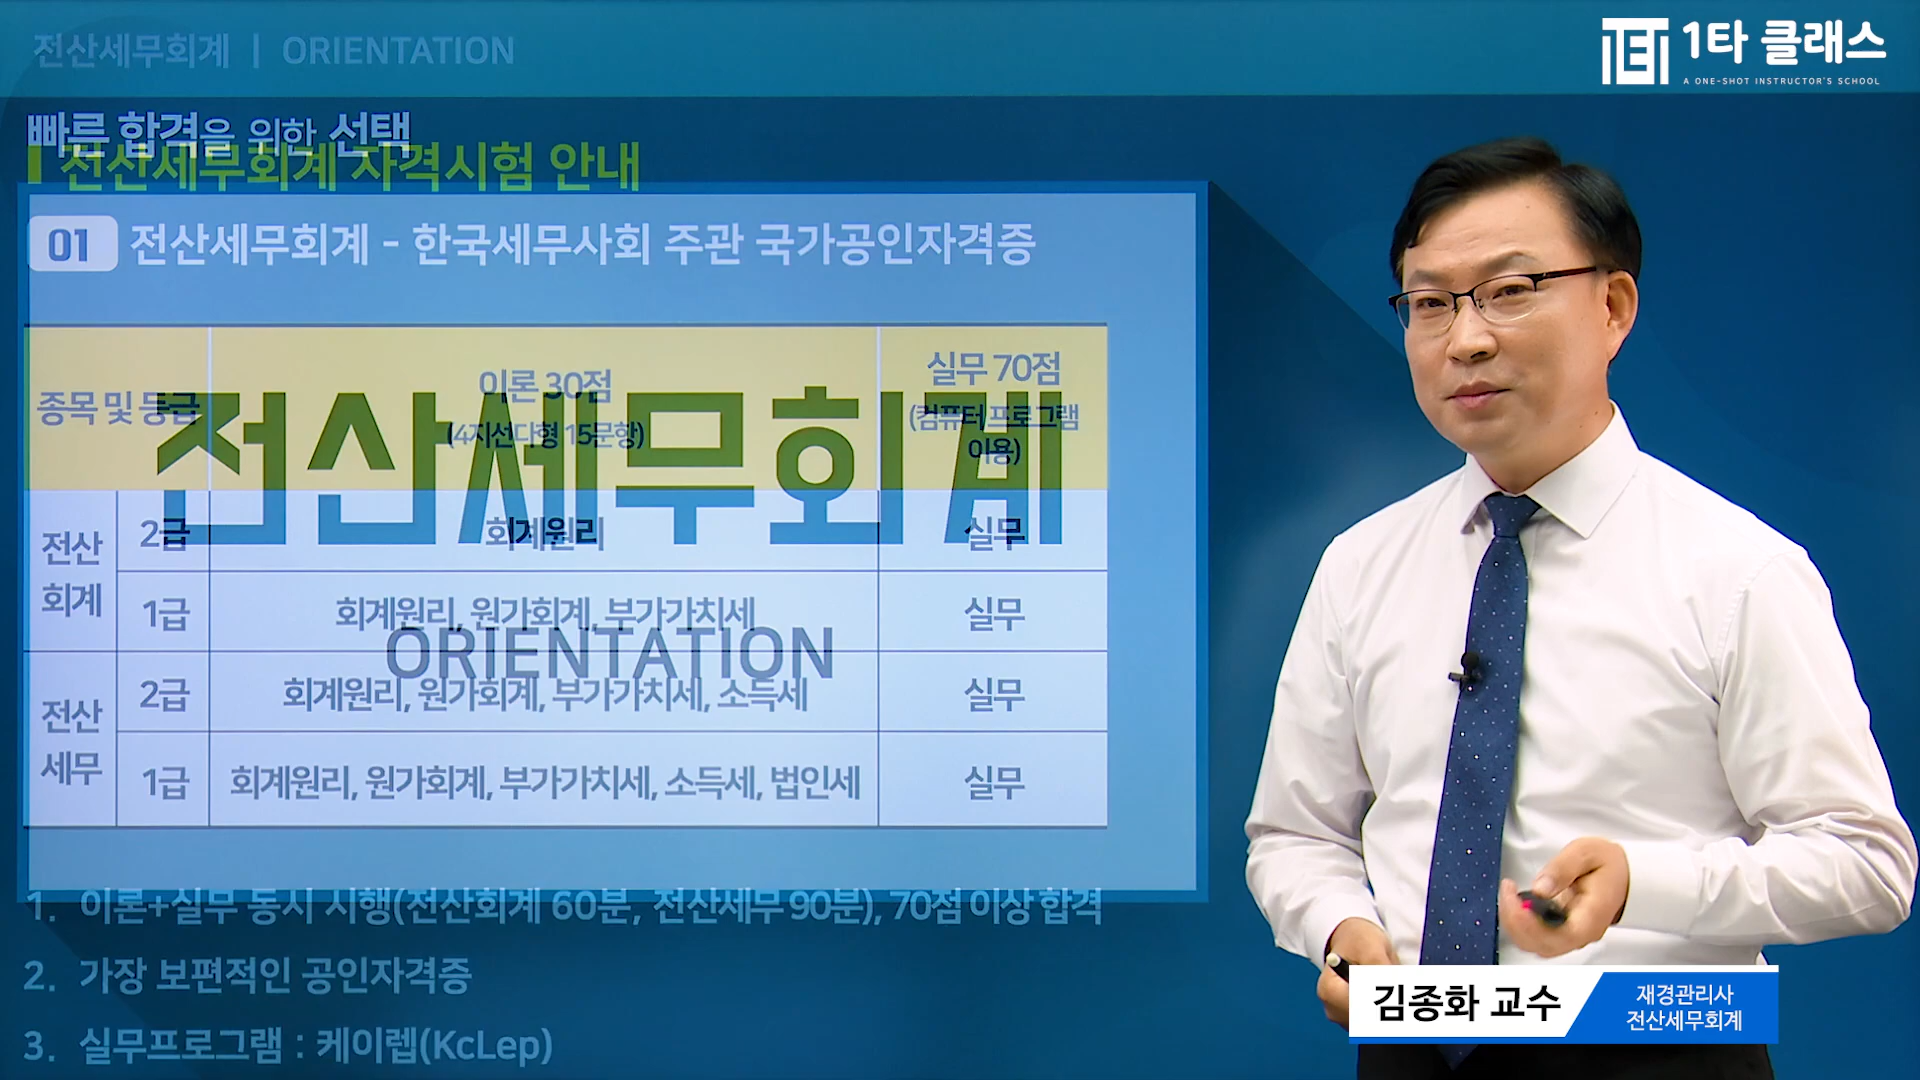 전산세무회계 | ORIENTATION
1타 클래스
A ONE-SHOT INSTRUCTOR'S SCHOOL
빠른 합격을 위한 선택
전산세무회계 자격시험 안내
01 전산세무회계 - 한국세무사회 주관 국가공인자격증
종목 및 등급
이론 30점
(4지선다형 15문항)
실무 70점
(컴퓨터 프로그램
이용)
전산세무회계
ORIENTATION
전산
회계
2급 회계원리 실무
1급 회계원리, 원가회계, 부가가치세 실무
전산
세무
2급 회계원리, 원가회계, 부가가치세, 소득세 실무
1급 회계원리, 원가회계, 부가가치세, 소득세, 법인세 실무
1. 이론+실무 동시 시행(전산회계 60분, 전산세무 90분), 70점 이상 합격
2. 가장 보편적인 공인자격증
3. 실무프로그램 : 케이렙(KcLep)
김종화 교수
재경관리사
전산세무회계